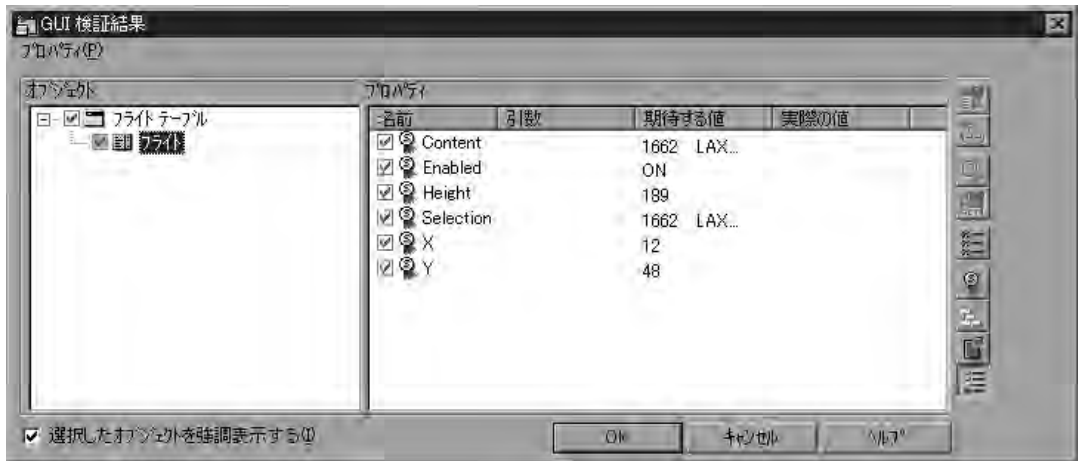 GUI 検証結果
プロパティ(P)
オブジェクト
プロパティ
フライト テーブル
フライト
名前 引数 期待する値 実際の値
Content 1662 LAX...
Enabled ON
Height 189
Selection 1662 LAX...
X 12
Y 48
選択したオブジェクトを強調表示する(I)
OK キャンセル ヘルプ